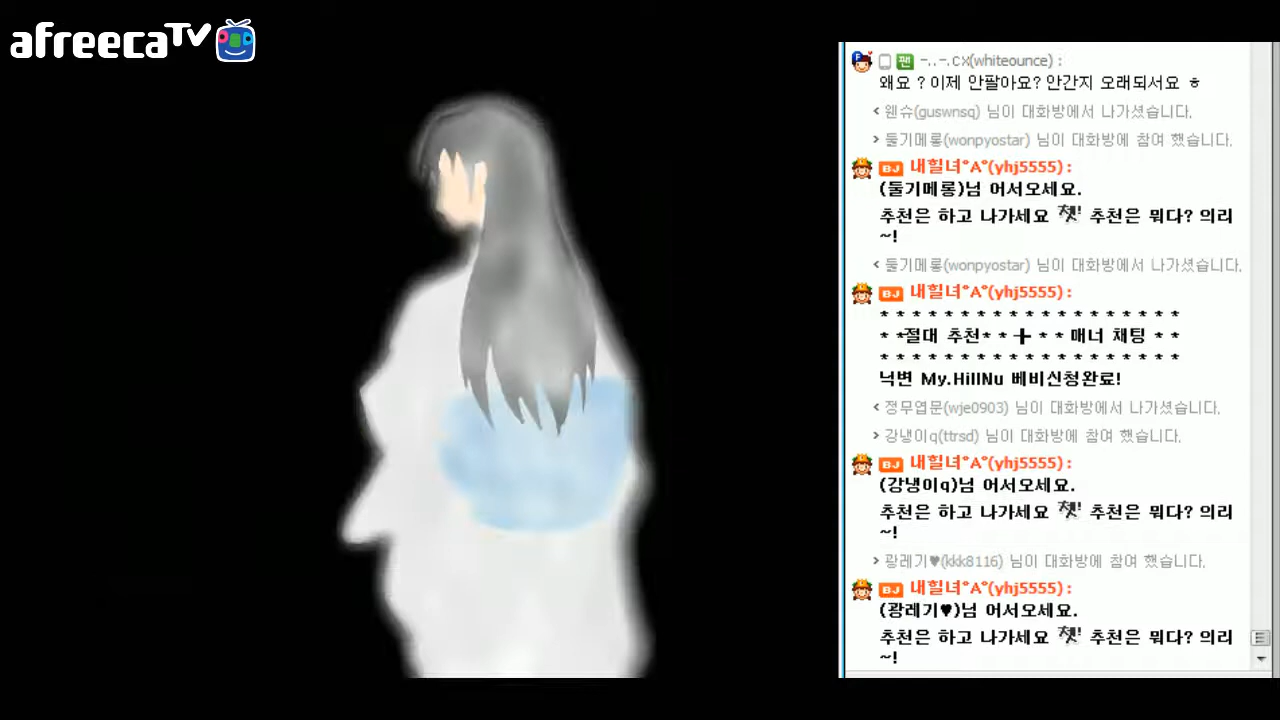 afreecaTV
팬 -..-.cx(whiteounce) :
왜요 ? 이제 안팔아요? 안간지 오래되서요 ㅎ
< 웬슈(guswnsq) 님이 대화방에서 나가셨습니다.
> 둘기메롱(wonpyostar) 님이 대화방에 참여 했습니다.
BJ 내힐녀°A°(yhj5555) :
(둘기메롱)님 어서오세요.
추천은 하고 나가세요 쳇! 추천은 뭐다? 의리
~!
< 둘기메롱(wonpyostar) 님이 대화방에서 나가셨습니다.
BJ 내힐녀°A°(yhj5555) :
* * * * * * * * * * * * * * * * * * *
* *절대 추천* * ┼ * * 매너 채팅 * *
* * * * * * * * * * * * * * * * * * *
닉변 My.HillNu 베비신청완료!
< 정무엽문(wje0903) 님이 대화방에서 나가셨습니다.
> 강냉이q(ttrsd) 님이 대화방에 참여 했습니다.
BJ 내힐녀°A°(yhj5555) :
(강냉이q)님 어서오세요.
추천은 하고 나가세요 쳇! 추천은 뭐다? 의리
~!
> 광레기♥(kkk8116) 님이 대화방에 참여 했습니다.
BJ 내힐녀°A°(yhj5555) :
(광레기♥)님 어서오세요.
추천은 하고 나가세요 쳇! 추천은 뭐다? 의리
~!